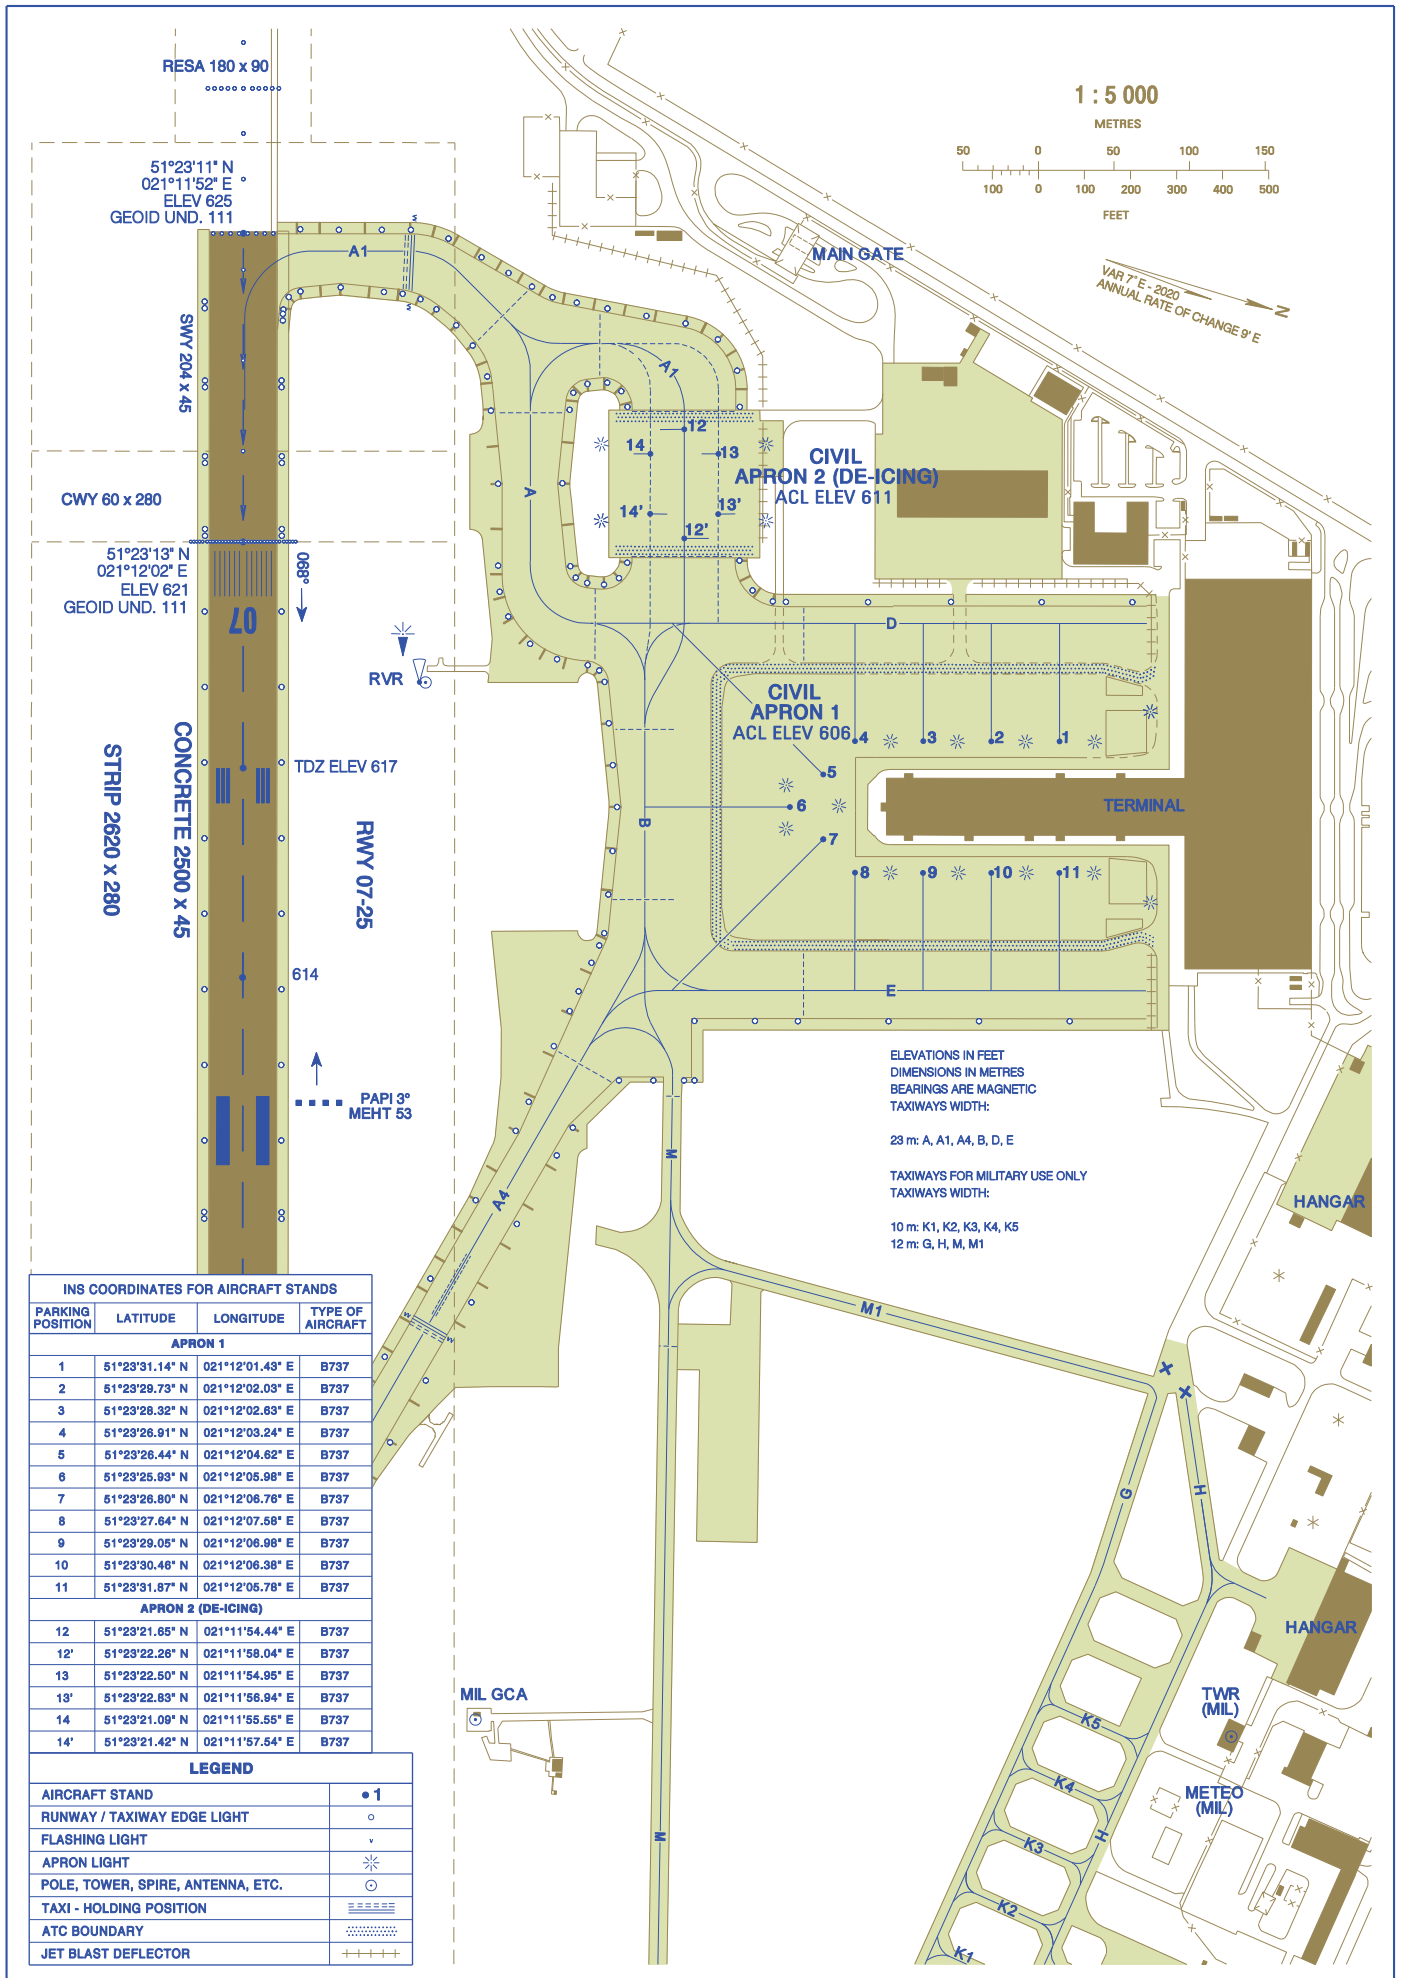 RESA 180 x 90
1 : 5 000
METRES
50 0 50 100 150
100 0 100 200 300 400 500
FEET
51°23'11" N
021°11'52" E
ELEV 625
GEOID UND. 111
MAIN GATE
VAR 7° E - 2020
ANNUAL RATE OF CHANGE 9' E
N
A1
SWY 204 x 45
A1
12
14
13
CIVIL
APRON 2 (DE-ICING)
ACL ELEV 611
A
14'
13'
12'
CWY 60 x 280
51°23'13" N
021°12'02" E
ELEV 621
GEOID UND. 111
068°
07
D
RVR
CIVIL
APRON 1
ACL ELEV 606
4
3
2
1
5
6
7
TERMINAL
B
8
9
10
11
TDZ ELEV 617
STRIP 2620 x 280
CONCRETE 2500 x 45
RWY 07-25
614
E
PAPI 3°
MEHT 53
ELEVATIONS IN FEET
DIMENSIONS IN METRES
BEARINGS ARE MAGNETIC
TAXIWAYS WIDTH:
23 m: A, A1, A4, B, D, E
TAXIWAYS FOR MILITARY USE ONLY
TAXIWAYS WIDTH:
10 m: K1, K2, K3, K4, K5
12 m: G, H, M, M1
M
A4
HANGAR
M1
G
H
HANGAR
TWR
(MIL)
METEO
(MIL)
K5
K4
K3
K2
K1
H
MIL GCA
M
INS COORDINATES FOR AIRCRAFT STANDS
PARKING POSITION LATITUDE LONGITUDE TYPE OF AIRCRAFT
APRON 1
1 51°23'31.14" N 021°12'01.43" E B737
2 51°23'29.73" N 021°12'02.03" E B737
3 51°23'28.32" N 021°12'02.63" E B737
4 51°23'26.91" N 021°12'03.24" E B737
5 51°23'26.44" N 021°12'04.62" E B737
6 51°23'25.93" N 021°12'05.98" E B737
7 51°23'26.80" N 021°12'06.76" E B737
8 51°23'27.64" N 021°12'07.58" E B737
9 51°23'29.05" N 021°12'06.98" E B737
10 51°23'30.46" N 021°12'06.38" E B737
11 51°23'31.87" N 021°12'05.78" E B737
APRON 2 (DE-ICING)
12 51°23'21.65" N 021°11'54.44" E B737
12' 51°23'22.26" N 021°11'58.04" E B737
13 51°23'22.50" N 021°11'54.95" E B737
13' 51°23'22.83" N 021°11'56.94" E B737
14 51°23'21.09" N 021°11'55.55" E B737
14' 51°23'21.42" N 021°11'57.54" E B737
LEGEND
AIRCRAFT STAND 1
RUNWAY / TAXIWAY EDGE LIGHT
FLASHING LIGHT
APRON LIGHT
POLE, TOWER, SPIRE, ANTENNA, ETC.
TAXI - HOLDING POSITION
ATC BOUNDARY
JET BLAST DEFLECTOR